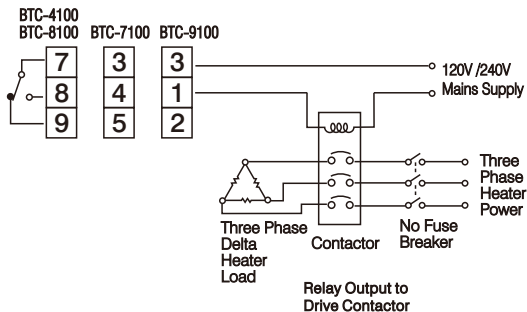 BTC-4100
BTC-8100 BTC-7100 BTC-9100
7 3 3
8 4 1
9 5 2
120V /240V
Mains Supply
Three
Phase
Heater
Power
Three Phase
Delta
Heater
Load
Contactor
No Fuse
Breaker
Relay Output to
Drive Contactor